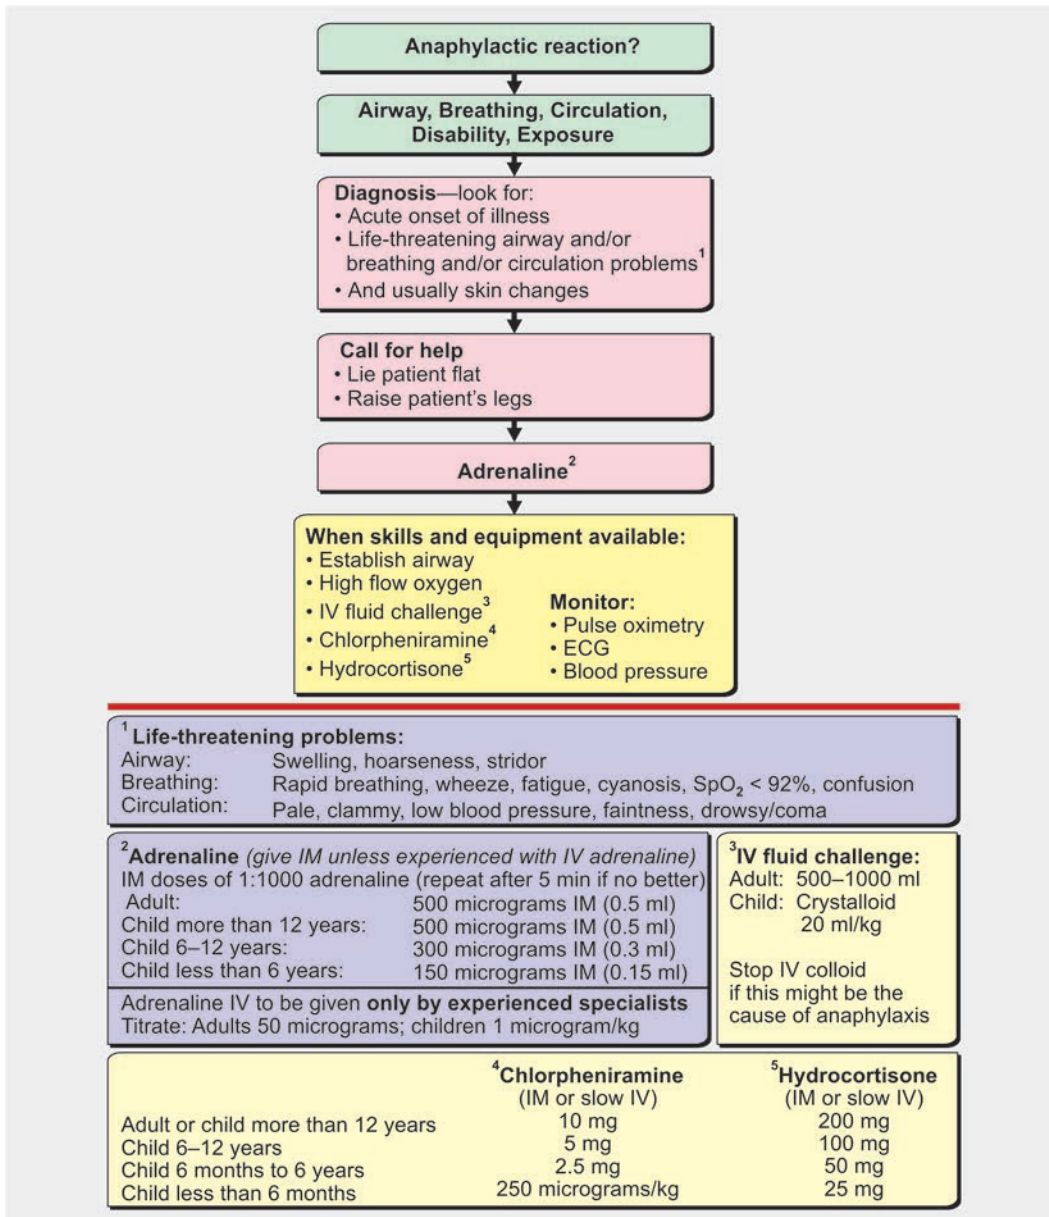 Anaphylactic reaction?
Airway, Breathing, Circulation,
Disability, Exposure
Diagnosis—look for:
• Acute onset of illness
• Life-threatening airway and/or
breathing and/or circulation problems¹
• And usually skin changes
Call for help
• Lie patient flat
• Raise patient's legs
Adrenaline²
When skills and equipment available:
• Establish airway
• High flow oxygen
• IV fluid challenge³
• Chlorpheniramine⁴
• Hydrocortisone⁵
Monitor:
• Pulse oximetry
• ECG
• Blood pressure
¹ Life-threatening problems:
Airway: Swelling, hoarseness, stridor
Breathing: Rapid breathing, wheeze, fatigue, cyanosis, SpO₂ < 92%, confusion
Circulation: Pale, clammy, low blood pressure, faintness, drowsy/coma
²Adrenaline (give IM unless experienced with IV adrenaline)
IM doses of 1:1000 adrenaline (repeat after 5 min if no better)
Adult: 500 micrograms IM (0.5 ml)
Child more than 12 years: 500 micrograms IM (0.5 ml)
Child 6–12 years: 300 micrograms IM (0.3 ml)
Child less than 6 years: 150 micrograms IM (0.15 ml)
Adrenaline IV to be given only by experienced specialists
Titrate: Adults 50 micrograms; children 1 microgram/kg
³IV fluid challenge:
Adult: 500–1000 ml
Child: Crystalloid
20 ml/kg
Stop IV colloid
if this might be the
cause of anaphylaxis
⁴Chlorpheniramine ⁵Hydrocortisone
(IM or slow IV) (IM or slow IV)
Adult or child more than 12 years 10 mg 200 mg
Child 6–12 years 5 mg 100 mg
Child 6 months to 6 years 2.5 mg 50 mg
Child less than 6 months 250 micrograms/kg 25 mg